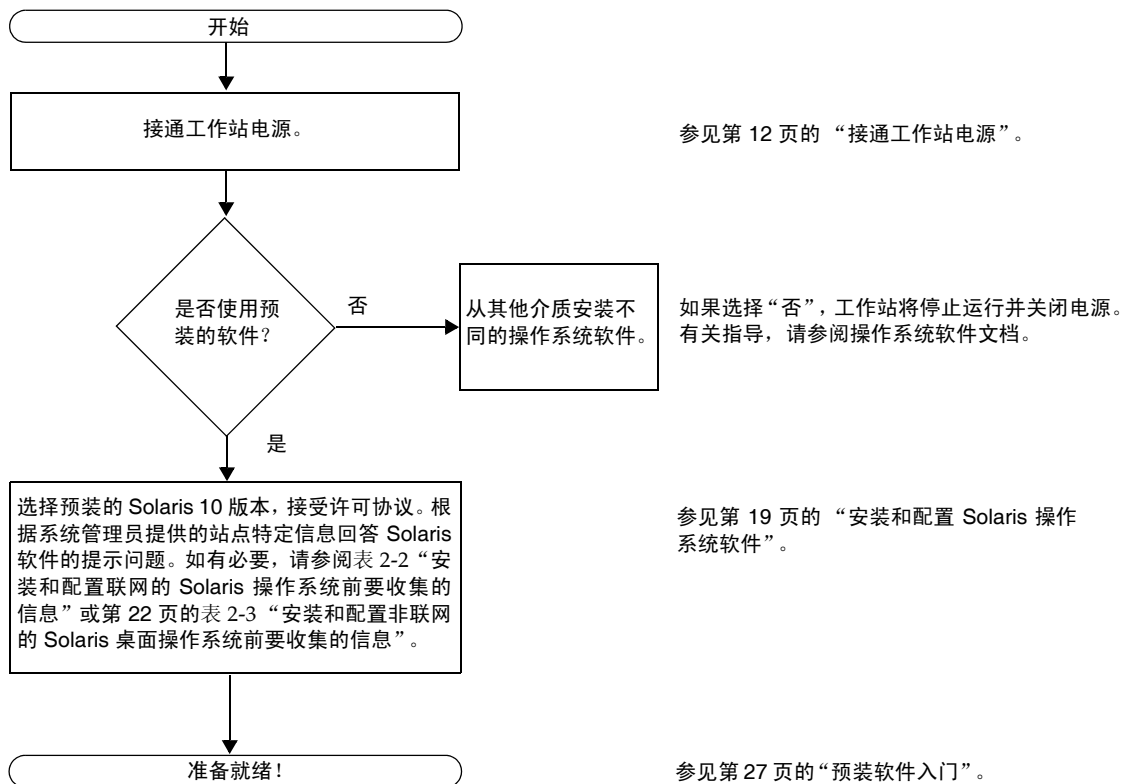 开始
接通工作站电源。
参见第 12 页的 “接通工作站电源”。
是否使用预
装的软件？
否
从其他介质安装不
同的操作系统软件。
如果选择“否”，工作站将停止运行并关闭电源。
有关指导，请参阅操作系统软件文档。
是
选择预装的 Solaris 10 版本，接受许可协议。根
据系统管理员提供的站点特定信息回答 Solaris
软件的提示问题。如有必要，请参阅表 2-2“安
装和配置联网的 Solaris 操作系统前要收集的
信息”或第 22 页的表 2-3 “安装和配置非联网
的 Solaris 桌面操作系统前要收集的信息”。
参见第 19 页的 “安装和配置 Solaris 操作
系统软件”。
准备就绪！
参见第 27 页的“预装软件入门”。